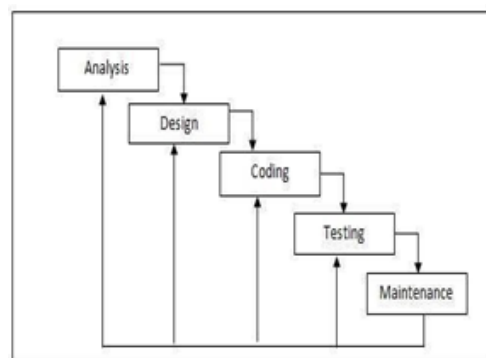 Analysis
Design
Coding
Testing
Maintenance